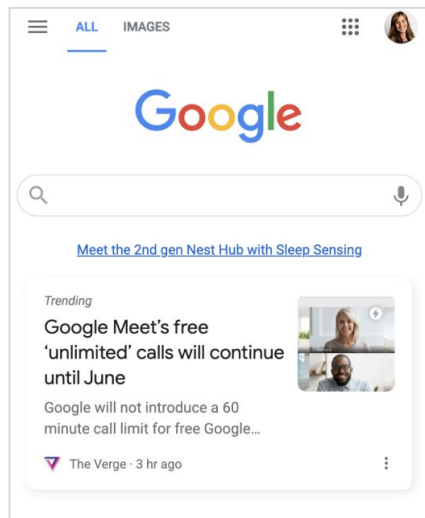 ALL IMAGES
Google
Meet the 2nd gen Nest Hub with Sleep Sensing
Trending
Google Meet's free
'unlimited' calls will continue
until June
Google will not introduce a 60
minute call limit for free Google...
The Verge · 3 hr ago